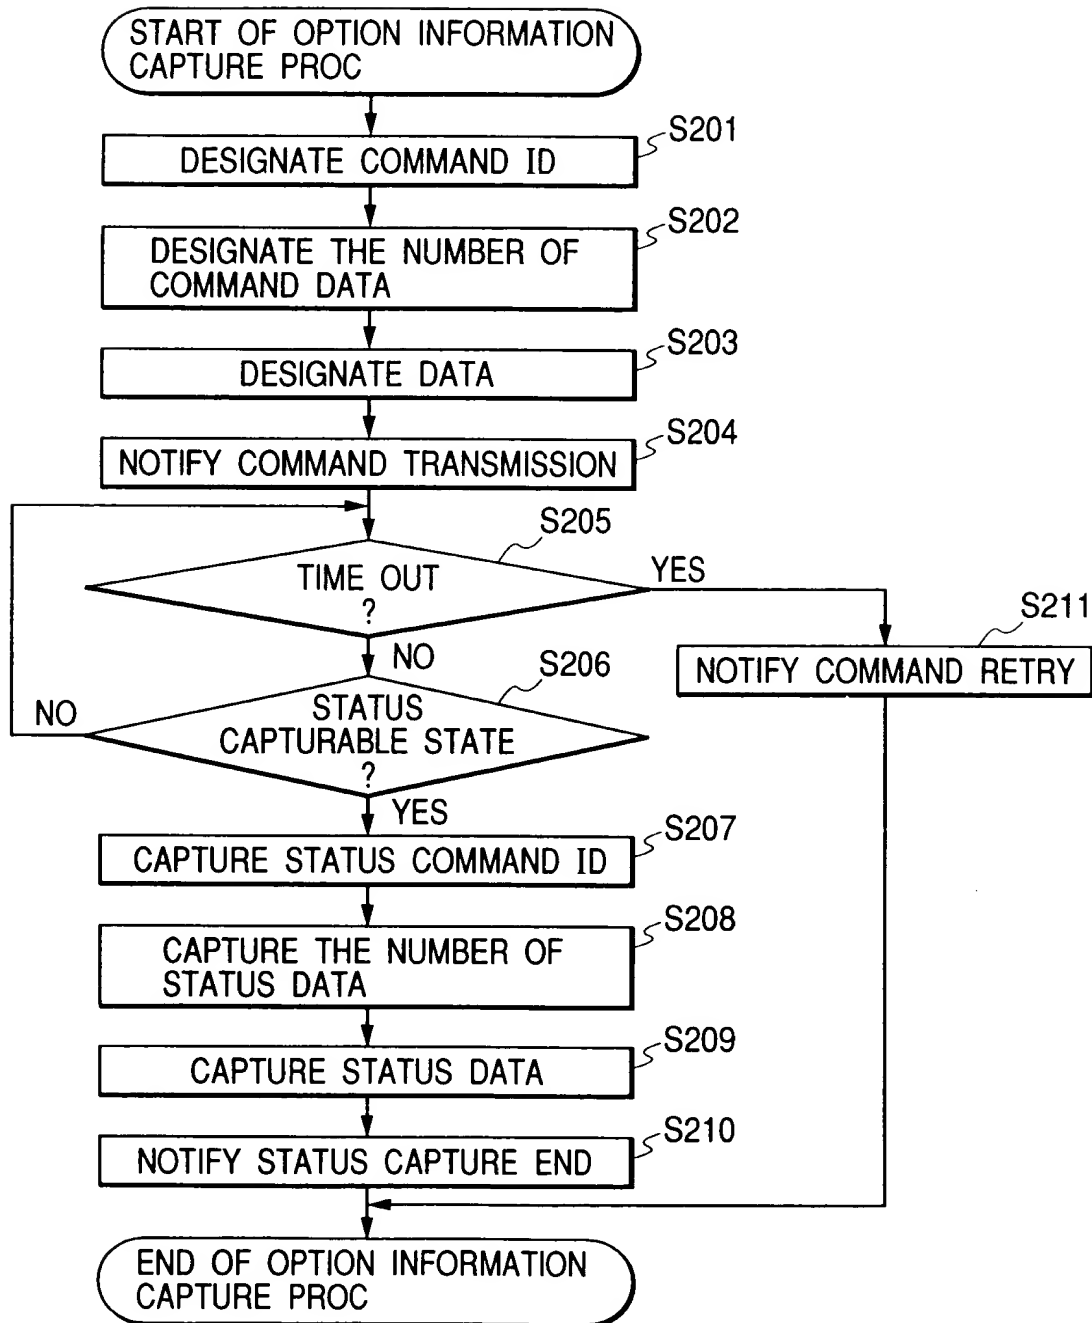 START OF OPTION INFORMATION
CAPTURE PROC
S201
DESIGNATE COMMAND ID
S202
DESIGNATE THE NUMBER OF
COMMAND DATA
S203
DESIGNATE DATA
S204
NOTIFY COMMAND TRANSMISSION
S205
TIME OUT
?
YES
NO
S211
NOTIFY COMMAND RETRY
S206
STATUS
CAPTURABLE STATE
?
NO
YES
S207
CAPTURE STATUS COMMAND ID
S208
CAPTURE THE NUMBER OF
STATUS DATA
S209
CAPTURE STATUS DATA
S210
NOTIFY STATUS CAPTURE END
END OF OPTION INFORMATION
CAPTURE PROC